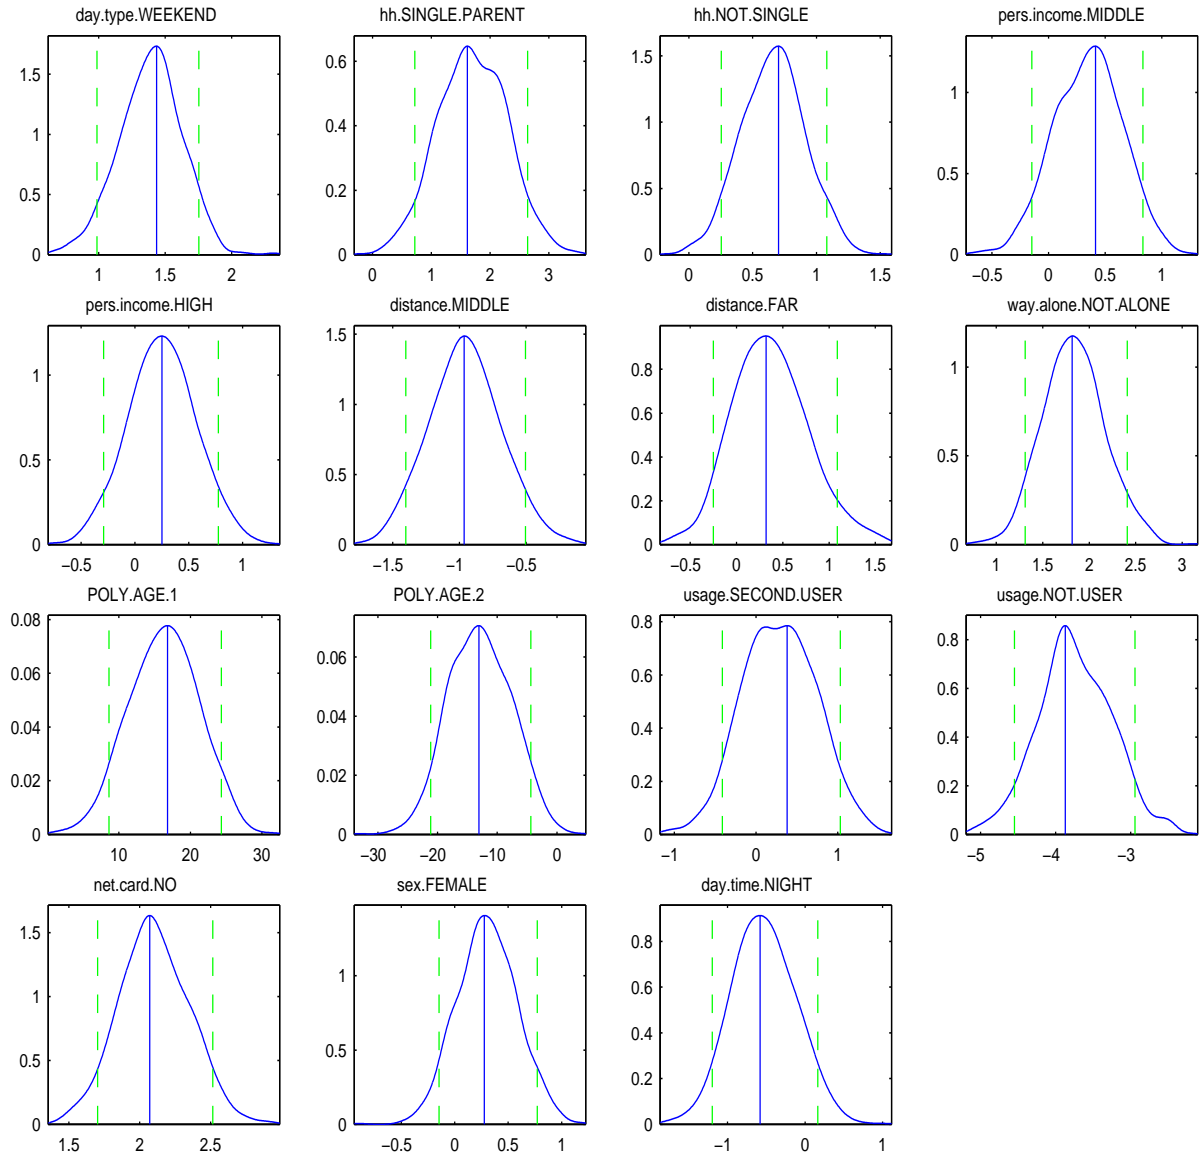 day.type.WEEKEND hh.SINGLE.PARENT hh.NOT.SINGLE pers.income.MIDDLE
1.5 0.6 1.5 1
1 0.4 1 0.5
0.5 0.2 0.5 0
0 0 0
1 1.5 2 0 1 2 3 0 0.5 1 1.5 −0.5 0 0.5 1
pers.income.HIGH distance.MIDDLE distance.FAR way.alone.NOT.ALONE
1 1.5 0.8 1
0.5 1 0.6 0.5
0 0.5 0.4 0
0 0.2
0
−0.5 0 0.5 1 −1.5 −1 −0.5 −0.5 0 0.5 1 1.5 1 1.5 2 2.5 3
POLY.AGE.1 POLY.AGE.2 usage.SECOND.USER usage.NOT.USER
0.08 0.06 0.8 0.8
0.06 0.04 0.6 0.6
0.04 0.02 0.4 0.4
0.02 0 0.2 0.2
0 0 0
10 20 30 −30 −20 −10 0 −1 0 1 −5 −4 −3
net.card.NO sex.FEMALE day.time.NIGHT
1.5 1 0.8
1 0.5 0.6
0.5 0 0.4
0 0.2
0
1.5 2 2.5 −0.5 0 0.5 1 −1 0 1